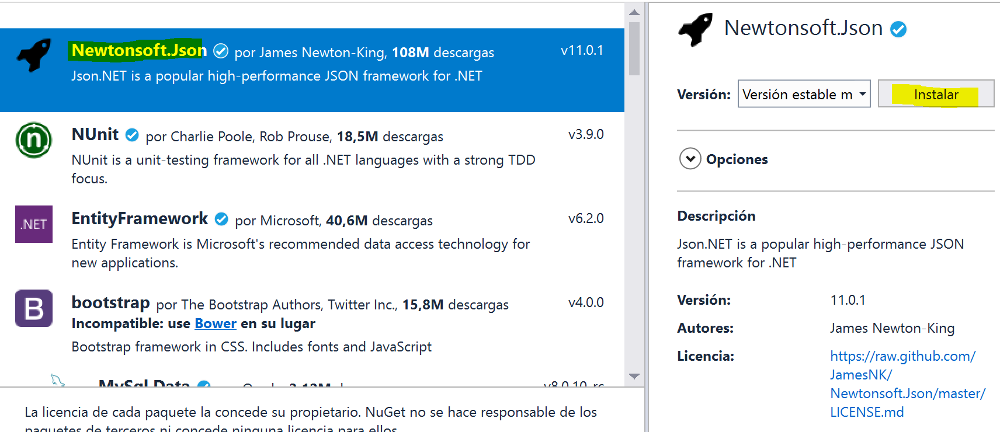 Newtonsoft.Json por James Newton-King, 108M descargas v11.0.1
Json.NET is a popular high-performance JSON framework for .NET
n
NUnit por Charlie Poole, Rob Prouse, 18,5M descargas v3.9.0
NUnit is a unit-testing framework for all .NET languages with a strong TDD
focus.
.NET
EntityFramework por Microsoft, 40,6M descargas v6.2.0
Entity Framework is Microsoft's recommended data access technology for
new applications.
B
bootstrap por The Bootstrap Authors, Twitter Inc., 15,8M descargas v4.0.0
Incompatible: use Bower en su lugar
Bootstrap framework in CSS. Includes fonts and JavaScript
MySql.Data
La licencia de cada paquete la concede su propietario. NuGet no se hace responsable de los
paquetes de terceros ni concede ninguna licencia para ellos.
Newtonsoft.Json
Versión: Versión estable m Instalar
Opciones
Descripción
Json.NET is a popular high-performance JSON
framework for .NET
Versión: 11.0.1
Autores: James Newton-King
Licencia: https://raw.github.com/
JamesNK/
Newtonsoft.Json/master/
LICENSE.md